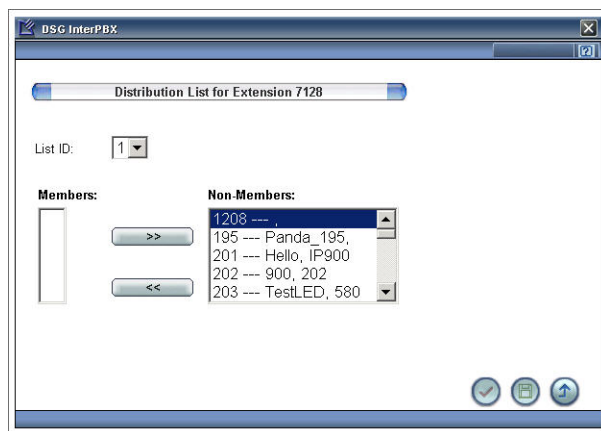 DSG InterPBX
[?]
Distribution List for Extension 7128
List ID: 1
Members: Non-Members:
>>
<<
1208 --- ,
195 --- Panda_195,
201 --- Hello, IP900
202 --- 900, 202
203 --- TestLED, 580